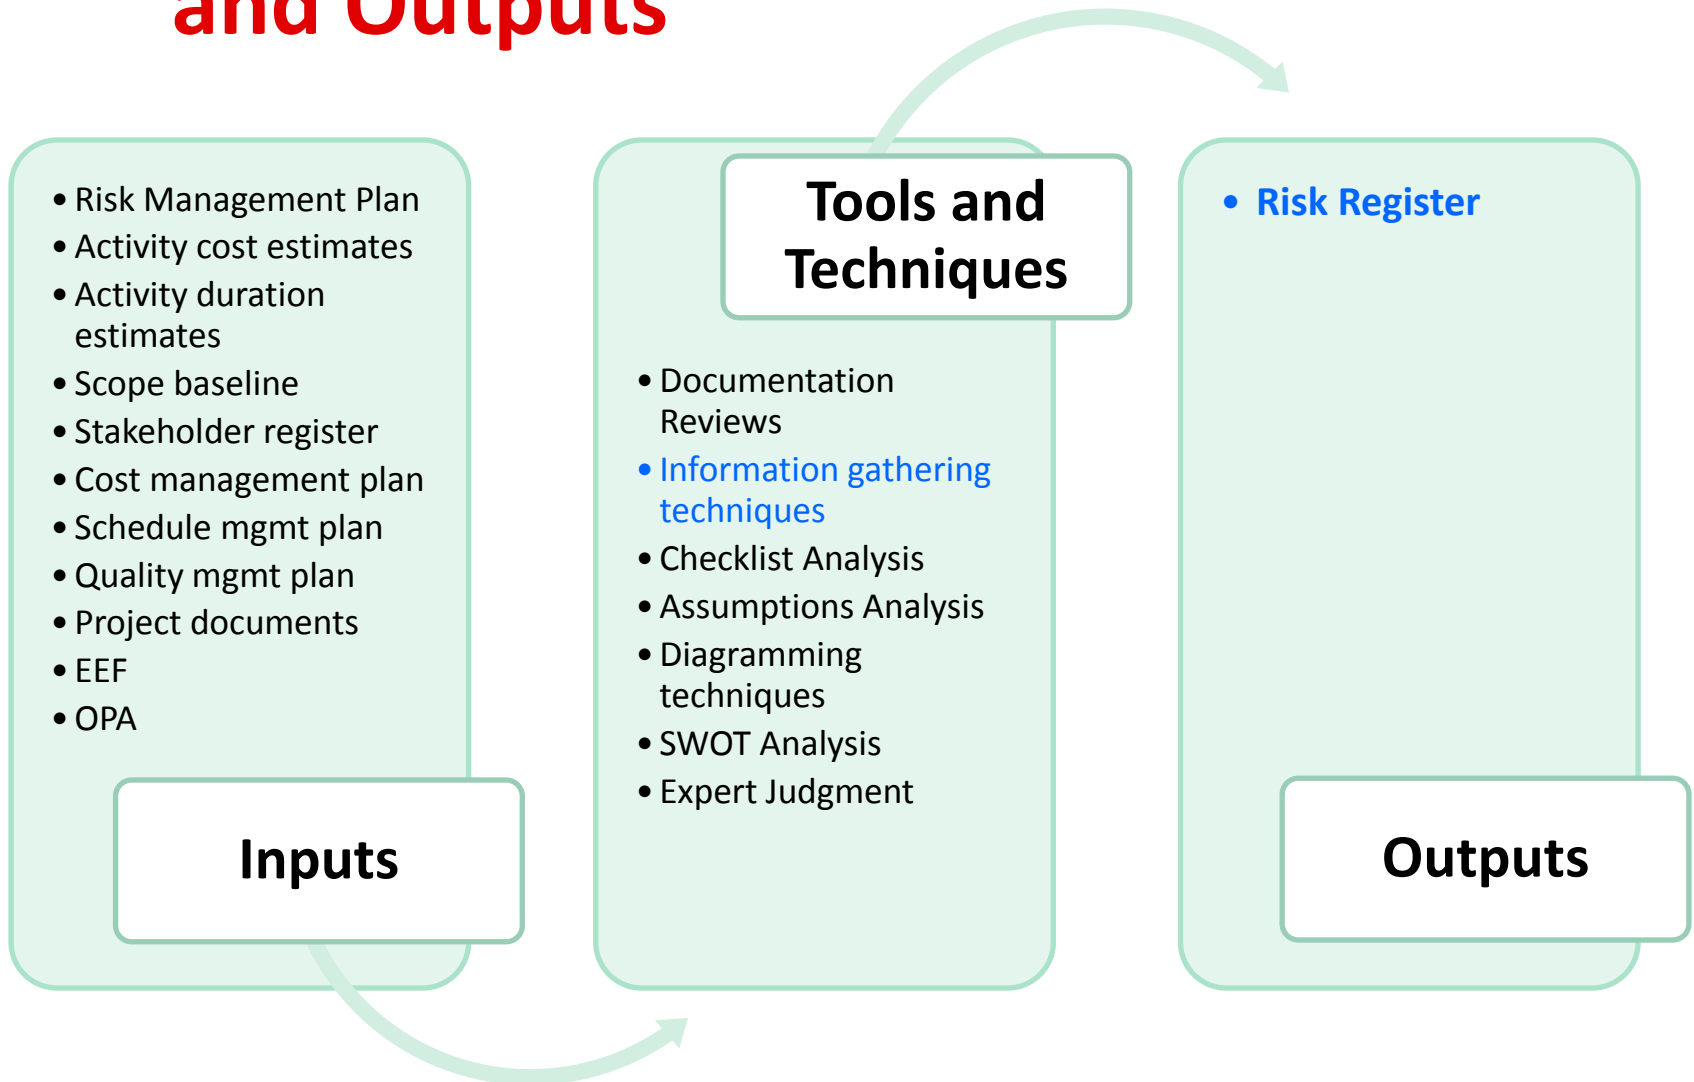 and Outputs
• Risk Management Plan
• Activity cost estimates
• Activity duration
estimates
• Scope baseline
• Stakeholder register
• Cost management plan
• Schedule mgmt plan
• Quality mgmt plan
• Project documents
• EEF
• OPA
Inputs
Tools and
Techniques
• Documentation
Reviews
• Information gathering
techniques
• Checklist Analysis
• Assumptions Analysis
• Diagramming
techniques
• SWOT Analysis
• Expert Judgment
• Risk Register
Outputs